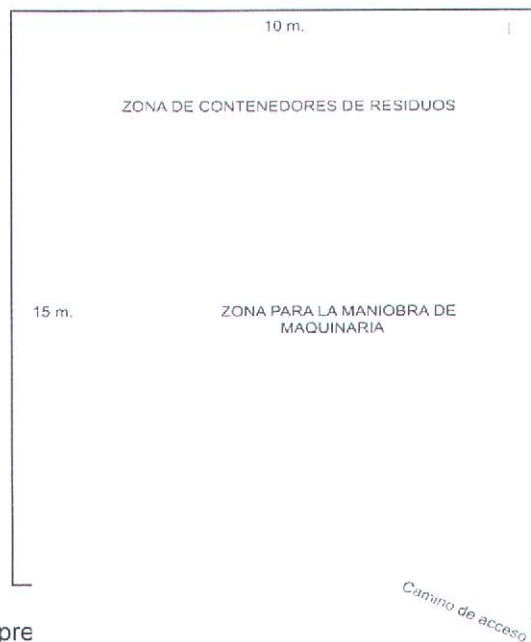 10 m.
ZONA DE CONTENEDORES DE RESIDUOS
15 m.
ZONA PARA LA MANIOBRA DE
MAQUINARIA
Camino de acceso
pre